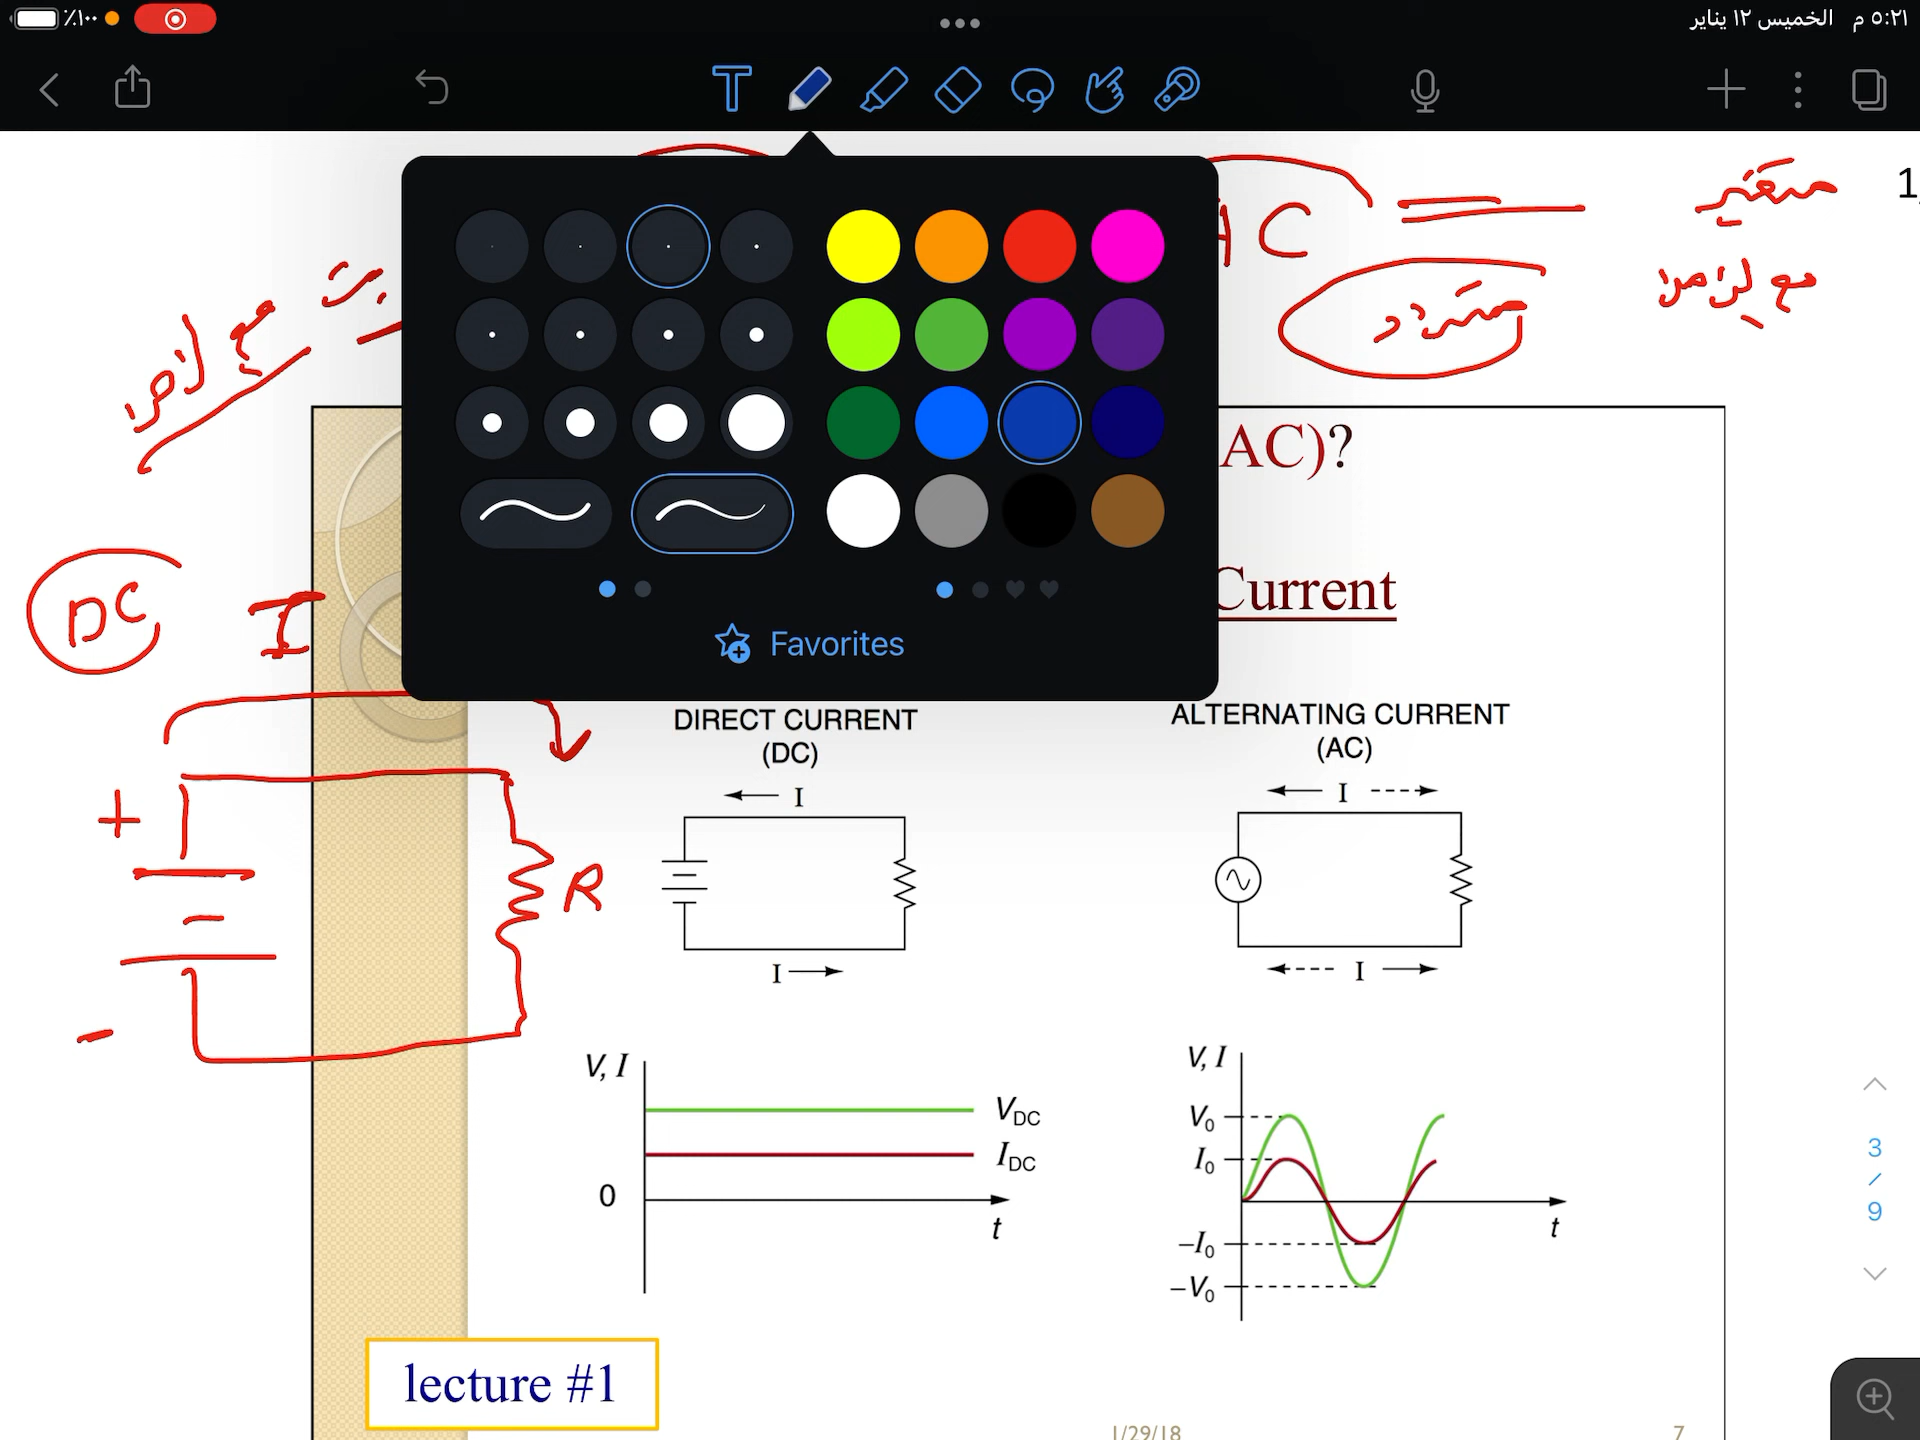 ٪١٠٠
الخميس ١٢ يناير ٥:٢١ م
T
AC
متغير
مع الزمن
متردد
ثابت
مع الزمن
AC)?
DC I
Current
Favorites
DIRECT CURRENT
(DC)
ALTERNATING CURRENT
(AC)
I
I
+
R
I
I
-
V, I
V, I
VDC
V0
IDC
I0
3
/
9
0
t
t
–I0
–V0
lecture #1
1/29/18
7